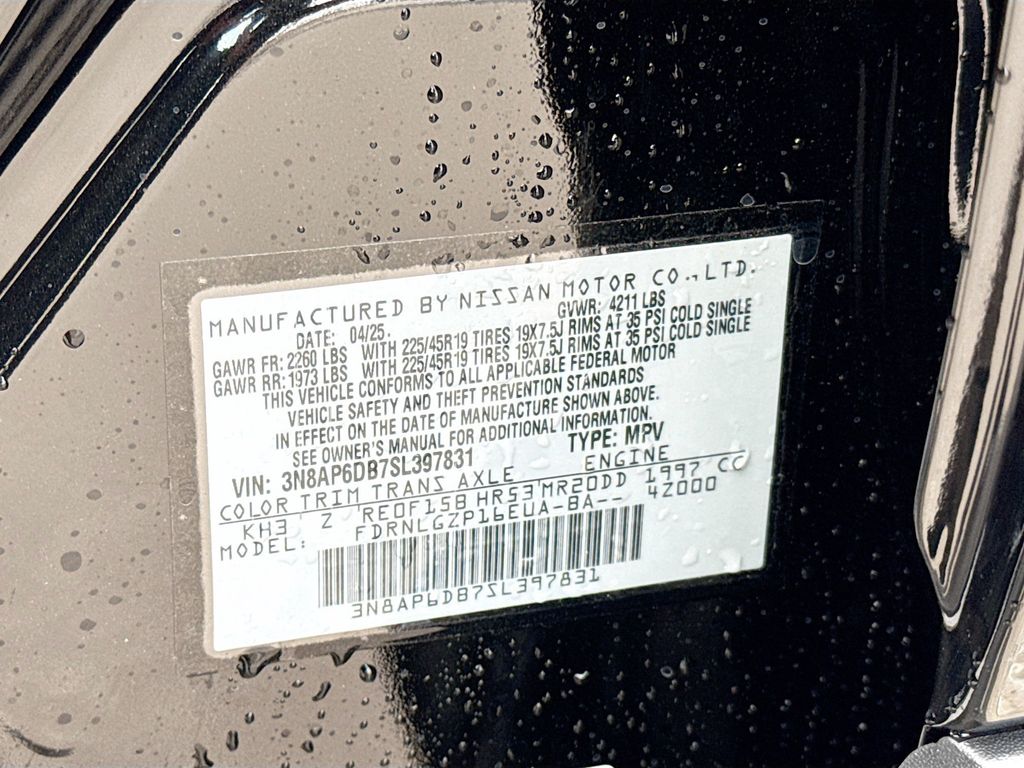 MANUFACTURED BY NISSAN MOTOR CO., LTD.
DATE: 04/25. GVWR: 4211 LBS
GAWR FR: 2260 LBS WITH 225/45R19 TIRES 19X7.5J RIMS AT 35 PSI COLD SINGLE
GAWR RR: 1973 LBS WITH 225/45R19 TIRES 19X7.5J RIMS AT 35 PSI COLD SINGLE
THIS VEHICLE CONFORMS TO ALL APPLICABLE FEDERAL MOTOR
VEHICLE SAFETY AND THEFT PREVENTION STANDARDS
IN EFFECT ON THE DATE OF MANUFACTURE SHOWN ABOVE.
SEE OWNER'S MANUAL FOR ADDITIONAL INFORMATION.
VIN: 3N8AP6DB7SL397831 TYPE: MPV
COLOR TRIM TRANS AXLE ENGINE
KH3 Z RE0F15B HR53 MR20DD 1997 CC
MODEL: FDRNLGZP16EUA-BA-- 4Z000
3N8AP6DB7SL397831